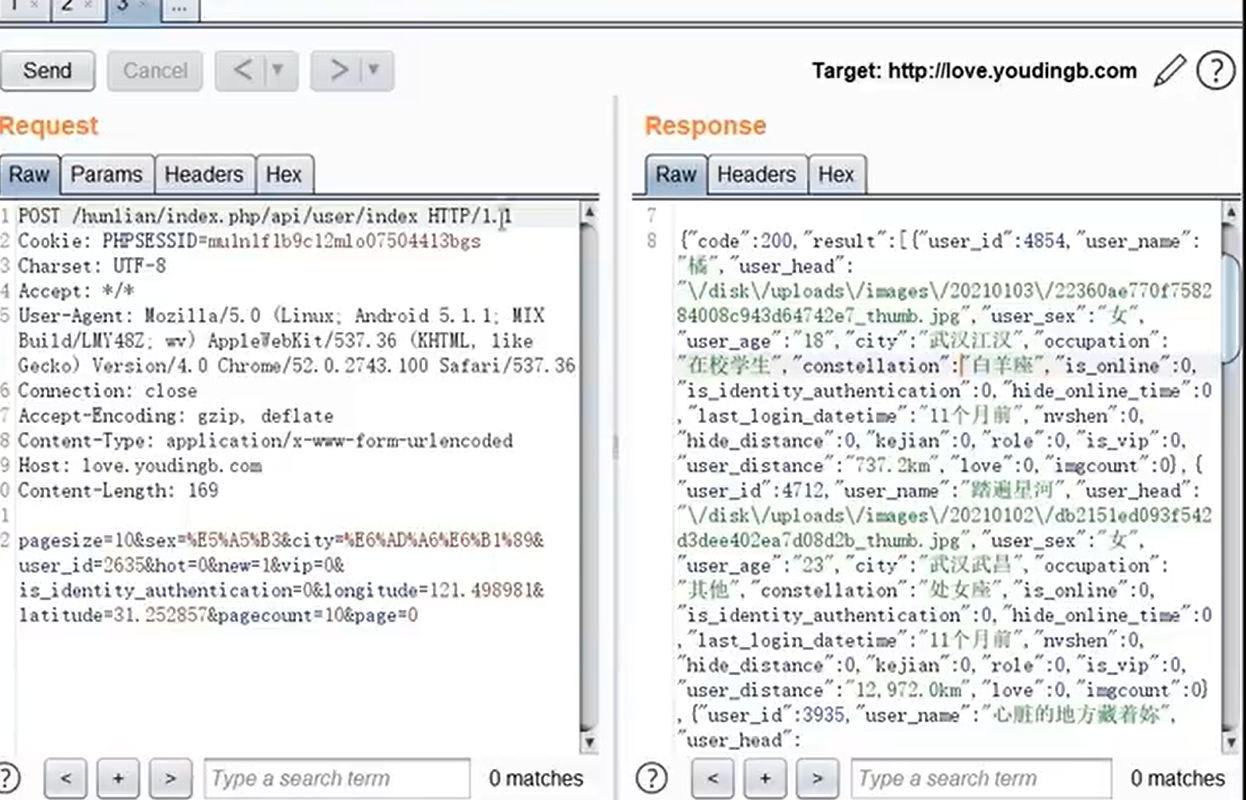 1 × 2 × 3 × ...
Send Cancel < ▼ > ▼ Target: http://love.youdingb.com ?
Request
Raw Params Headers Hex
1 POST /hunlian/index.php/api/user/index HTTP/1.1
2 Cookie: PHPSESSID=mu1n1f1b9c12mlo07504413bgs
3 Charset: UTF-8
4 Accept: */*
5 User-Agent: Mozilla/5.0 (Linux; Android 5.1.1; MIX
Build/LMY48Z; wv) AppleWebKit/537.36 (KHTML, like
Gecko) Version/4.0 Chrome/52.0.2743.100 Safari/537.36
6 Connection: close
7 Accept-Encoding: gzip, deflate
8 Content-Type: application/x-www-form-urlencoded
9 Host: love.youdingb.com
0 Content-Length: 169
1
2 pagesize=10&sex=%E5%A5%B3&city=%E6%AD%A6%E6%B1%89&
user_id=2635&hot=0&new=1&vip=0&
is_identity_authentication=0&longitude=121.498981&
latitude=31.252857&pagecount=10&page=0
? < + > Type a search term 0 matches
Response
Raw Headers Hex
7
8 {"code":200,"result":[{"user_id":4854,"user_name":
"橘","user_head":
"\/disk\/uploads\/images\/20210103\/22360ae770f7582
84008c943d64742e7_thumb.jpg","user_sex":"女",
"user_age":"18","city":"武汉江汉","occupation":
"在校学生","constellation":"白羊座","is_online":0,
"is_identity_authentication":0,"hide_online_time":0
,"last_login_datetime":"11个月前","nvshen":0,
"hide_distance":0,"kejian":0,"role":0,"is_vip":0,
"user_distance":"737.2km","love":0,"imgcount":0},{
"user_id":4712,"user_name":"踏遍星河","user_head":
"\/disk\/uploads\/images\/20210102\/db2151ed093f542
d3dee402ea7d08d2b_thumb.jpg","user_sex":"女",
"user_age":"23","city":"武汉武昌","occupation":
"其他","constellation":"处女座","is_online":0,
"is_identity_authentication":0,"hide_online_time":0
,"last_login_datetime":"11个月前","nvshen":0,
"hide_distance":0,"kejian":0,"role":0,"is_vip":0,
"user_distance":"12,972.0km","love":0,"imgcount":0}
,{"user_id":3935,"user_name":"心脏的地方藏着妳",
"user_head":
? < + > Type a search term 0 matches